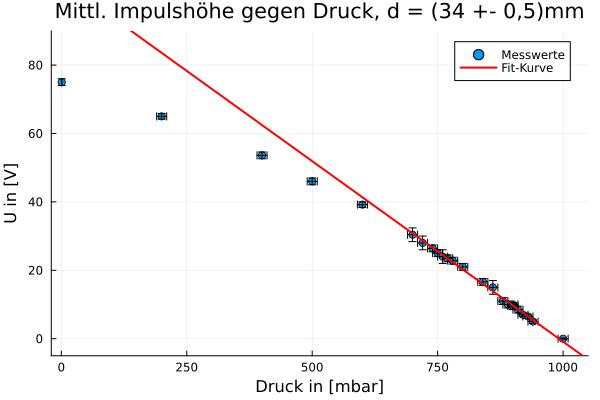 Mittl. Impulshöhe gegen Druck, d = (34 +- 0,5)mm
Messwerte
Fit-Kurve
U in [V]
80
60
40
20
0
0 250 500 750 1000
Druck in [mbar]